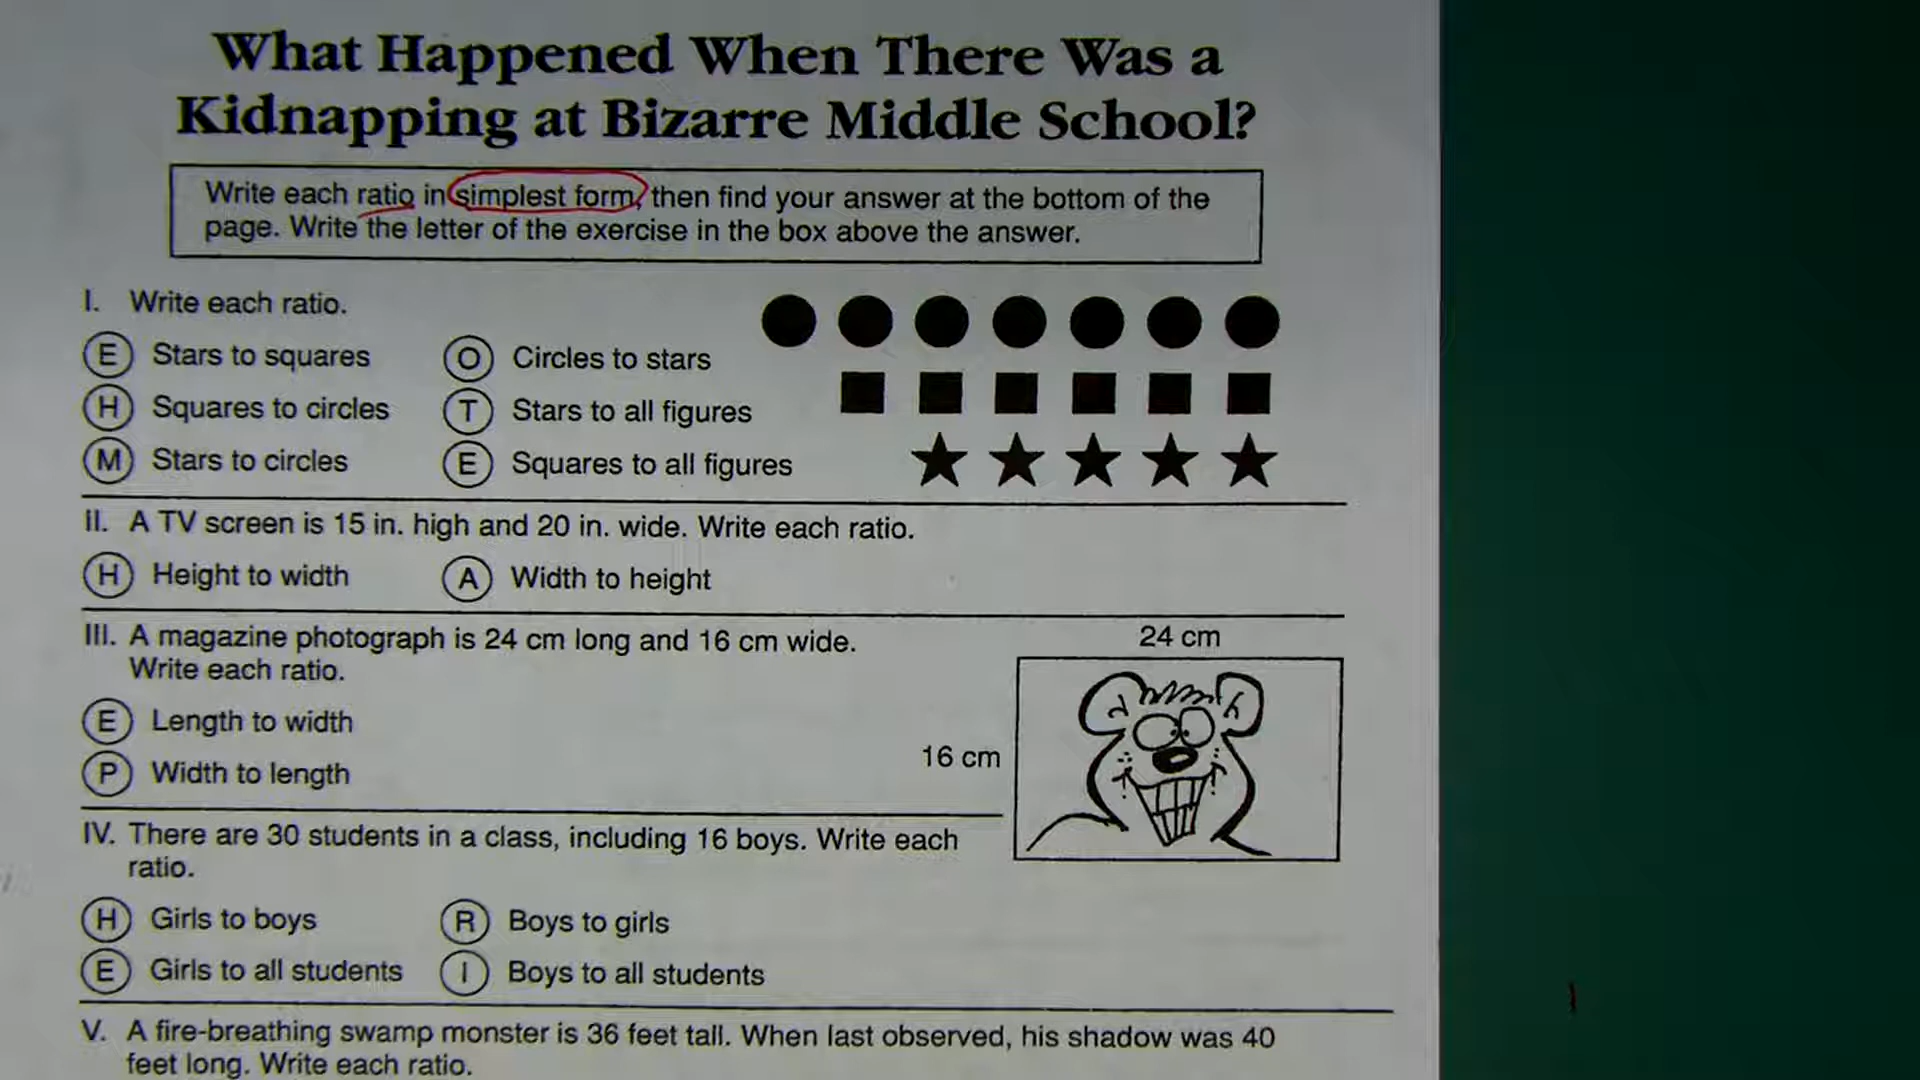 What Happened When There Was a
Kidnapping at Bizarre Middle School?
Write each ratio in simplest form, then find your answer at the bottom of the
page. Write the letter of the exercise in the box above the answer.
I. Write each ratio.
E Stars to squares
O Circles to stars
H Squares to circles
T Stars to all figures
M Stars to circles
E Squares to all figures
II. A TV screen is 15 in. high and 20 in. wide. Write each ratio.
H Height to width
A Width to height
III. A magazine photograph is 24 cm long and 16 cm wide.
Write each ratio.
24 cm
E Length to width
16 cm
P Width to length
IV. There are 30 students in a class, including 16 boys. Write each
ratio.
H Girls to boys
R Boys to girls
E Girls to all students
I Boys to all students
V. A fire-breathing swamp monster is 36 feet tall. When last observed, his shadow was 40
feet long. Write each ratio.